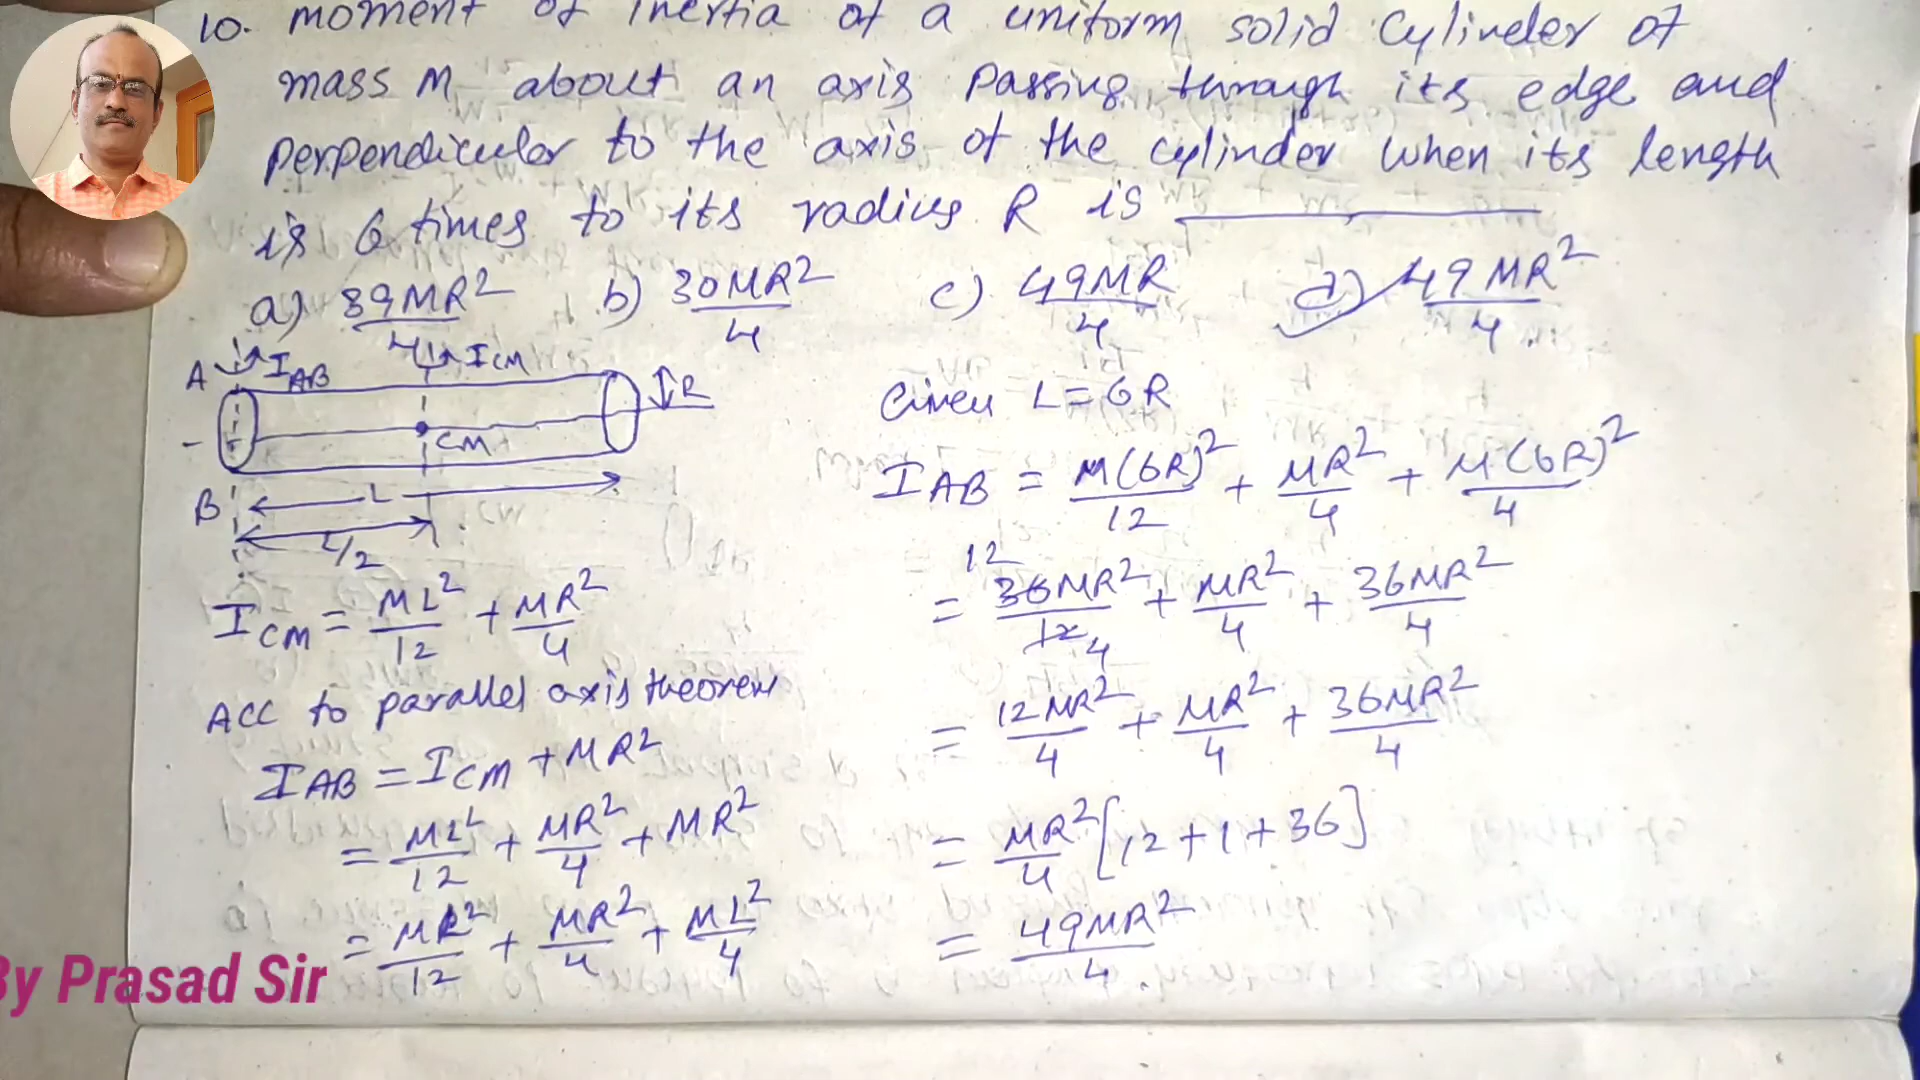 10. moment of inertia of a uniform solid cylinder of
mass M about an axis passing through its edge and
perpendicular to the axis of the cylinder when its length
is 6 times to its radius R is ________
a) 39MR²/4 b) 30MR²/4 c) 49MR/4 d) 49MR²/4
A I_AB I_CM R
CM
B L
L/2
I_CM = ML²/12 + MR²/4
ACC to parallel axis theorem
I_AB = I_CM + MR²
= ML²/12 + MR²/4 + MR²
= ML²/12 + MR²/4 + ML²/4
Given L = 6R
I_AB = M(6R)²/12 + MR²/4 + M(6R)²/4
= 36MR²/12 + MR²/4 + 36MR²/4
12 4
= 12MR²/4 + MR²/4 + 36MR²/4
= MR²/4 [12+1+36]
= 49MR²/4.
By Prasad Sir